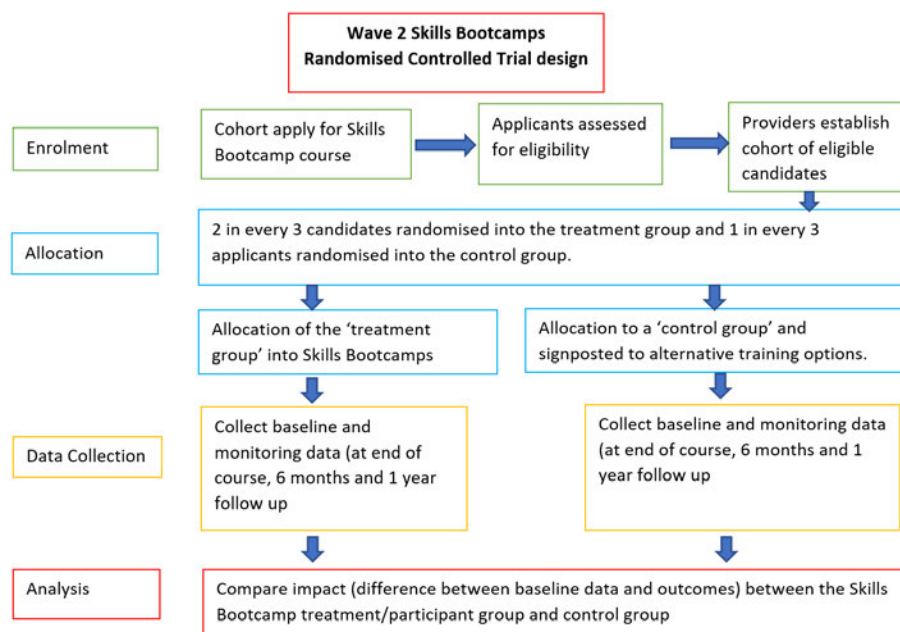 Wave 2 Skills Bootcamps
Randomised Controlled Trial design
Enrolment
Cohort apply for Skills
Bootcamp course
Applicants assessed
for eligibility
Providers establish
cohort of eligible
candidates
Allocation
2 in every 3 candidates randomised into the treatment group and 1 in every 3
applicants randomised into the control group.
Allocation of the ‘treatment
group’ into Skills Bootcamps
Allocation to a ‘control group’ and
signposted to alternative training options.
Data Collection
Collect baseline and
monitoring data (at end of
course, 6 months and 1 year
follow up
Collect baseline and monitoring data
(at end of course, 6 months and 1
year follow up
Analysis
Compare impact (difference between baseline data and outcomes) between the Skills
Bootcamp treatment/participant group and control group